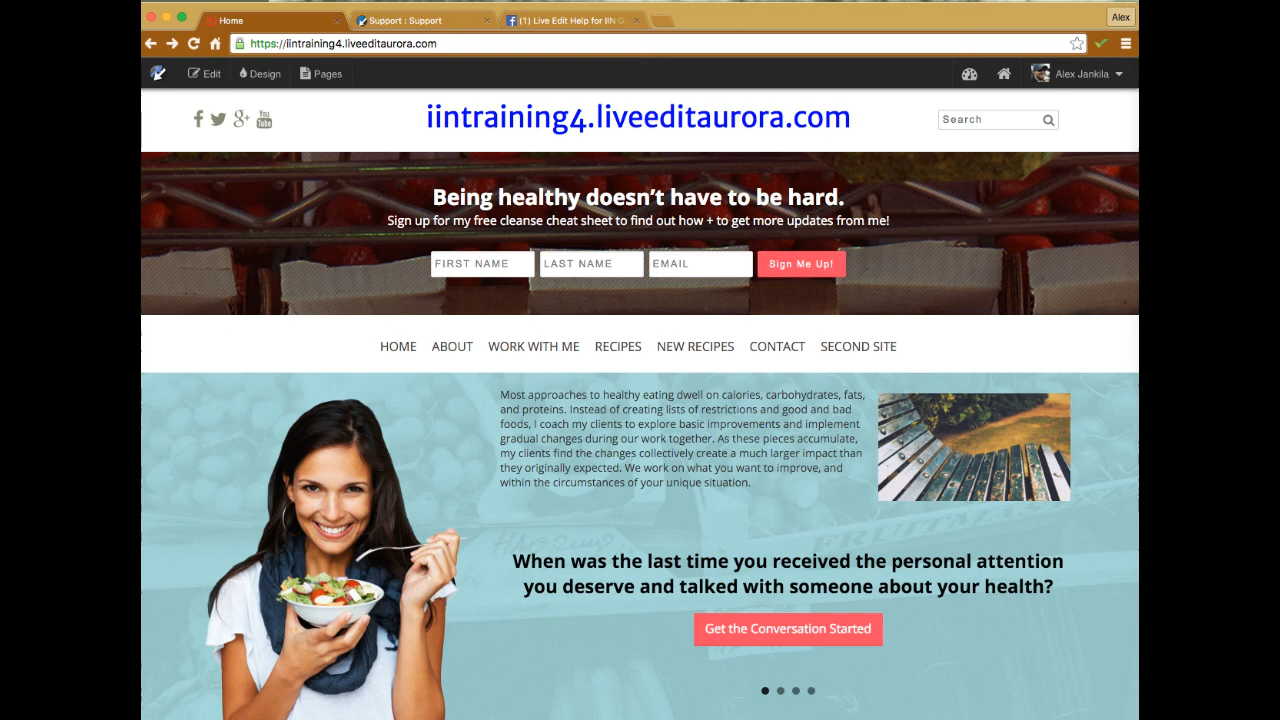 Home
Support : Support
(1) Live Edit Help for IIN G
Alex
https://iintraining4.liveeditaurora.com
Edit
Design
Pages
Alex Jankila
You
Tube
iintraining4.liveeditaurora.com
Search
Being healthy doesn’t have to be hard.
Sign up for my free cleanse cheat sheet to find out how + to get more updates from me!
FIRST NAME
LAST NAME
EMAIL
Sign Me Up!
HOME
ABOUT
WORK WITH ME
RECIPES
NEW RECIPES
CONTACT
SECOND SITE
Most approaches to healthy eating dwell on calories, carbohydrates, fats,
and proteins. Instead of creating lists of restrictions and good and bad
foods, I coach my clients to explore basic improvements and implement
gradual changes during our work together. As these pieces accumulate,
my clients find the changes collectively create a much larger impact than
they originally expected. We work on what you want to improve, and
within the circumstances of your unique situation.
When was the last time you received the personal attention
you deserve and talked with someone about your health?
Get the Conversation Started